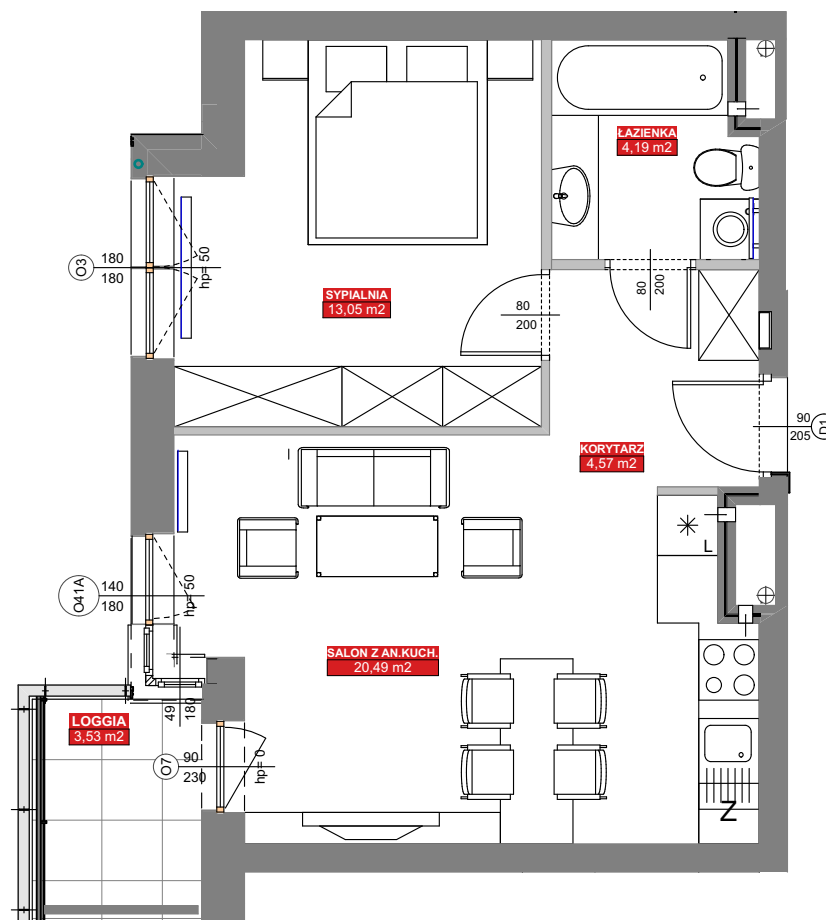 ŁAZIENKA
4,19 m2
O3
180
180
hp= 50
SYPIALNIA
13,05 m2
80
200
80
200
90
205
D1
KORYTARZ
4,57 m2
L
O41A
140
180
hp=50
SALON Z AN.KUCH.
20,49 m2
LOGGIA
3,53 m2
49
180
O7
90
230
hp= 0
Z